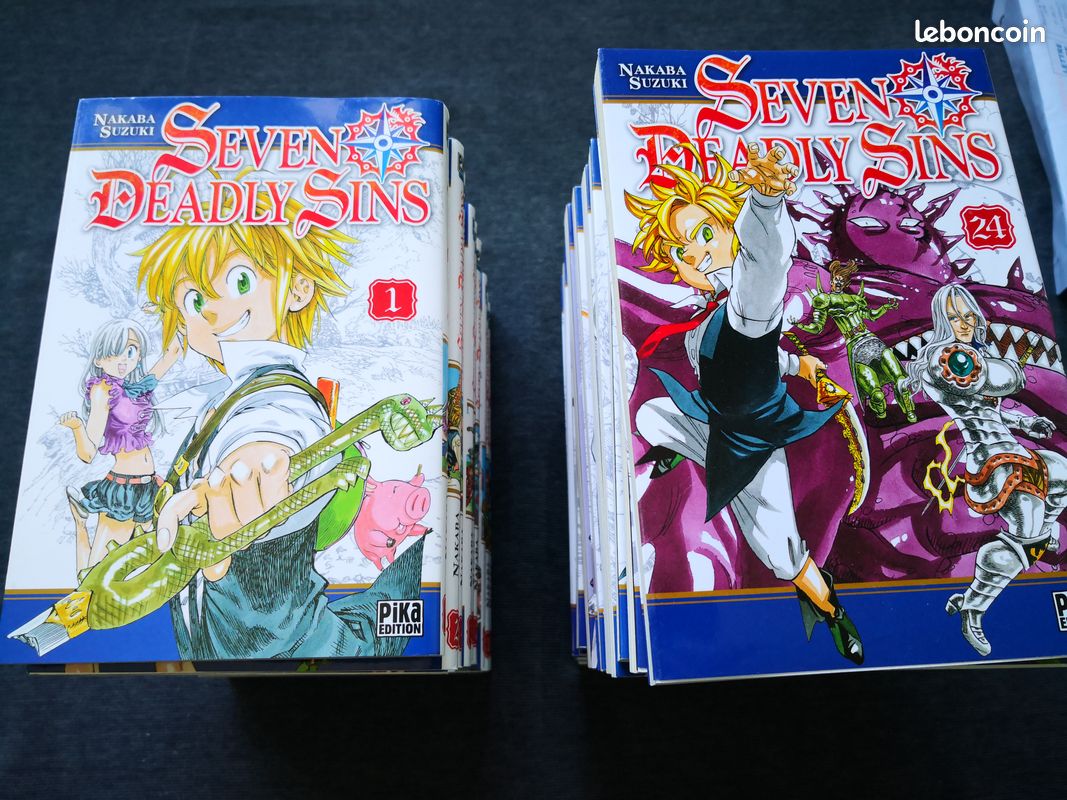 leboncoin
NAKABA
SUZUKI
SEVEN
DEADLY SINS
1
PiKA
EDITION
NAKABA
SUZUKI
SEVEN
DEADLY SINS
24